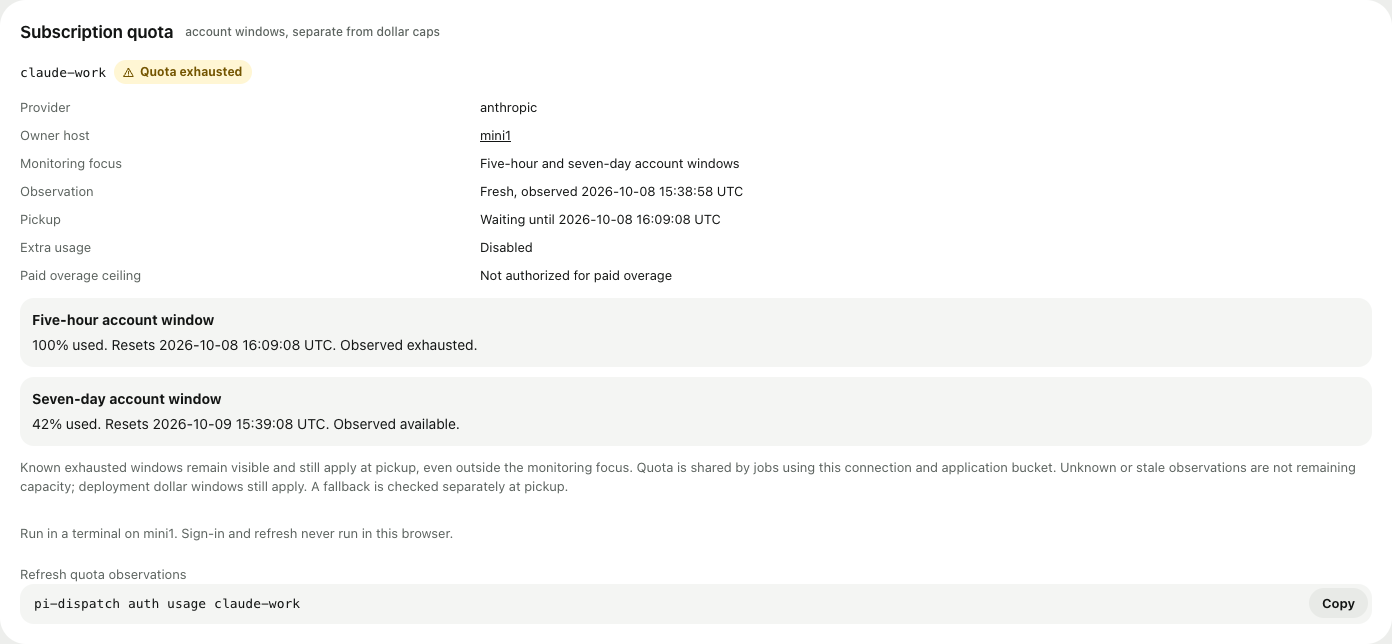 Subscription quota account windows, separate from dollar caps
claude-work Quota exhausted
Provider anthropic
Owner host mini1
Monitoring focus Five-hour and seven-day account windows
Observation Fresh, observed 2026-10-08 15:38:58 UTC
Pickup Waiting until 2026-10-08 16:09:08 UTC
Extra usage Disabled
Paid overage ceiling Not authorized for paid overage
Five-hour account window
100% used. Resets 2026-10-08 16:09:08 UTC. Observed exhausted.
Seven-day account window
42% used. Resets 2026-10-09 15:39:08 UTC. Observed available.
Known exhausted windows remain visible and still apply at pickup, even outside the monitoring focus. Quota is shared by jobs using this connection and application bucket. Unknown or stale observations are not remaining
capacity; deployment dollar windows still apply. A fallback is checked separately at pickup.
Run in a terminal on mini1. Sign-in and refresh never run in this browser.
Refresh quota observations
pi-dispatch auth usage claude-work Copy